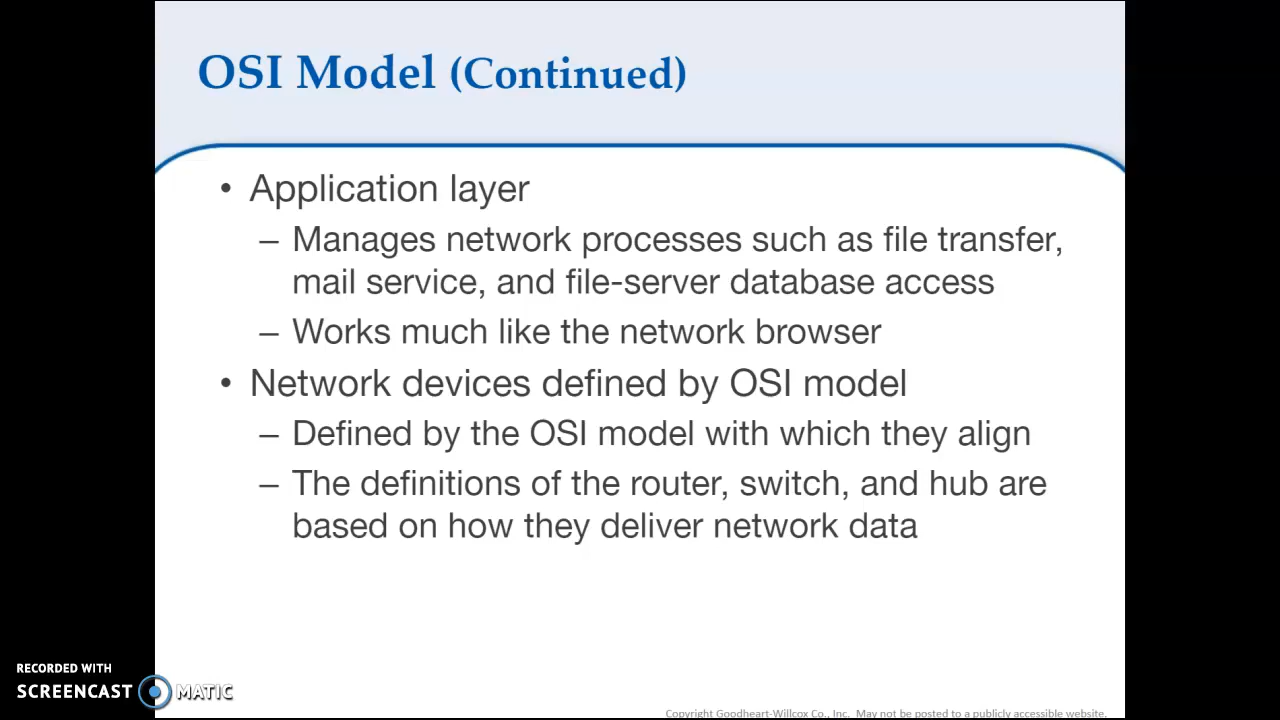 OSI Model (Continued)
• Application layer
– Manages network processes such as file transfer,
mail service, and file-server database access
– Works much like the network browser
• Network devices defined by OSI model
– Defined by the OSI model with which they align
– The definitions of the router, switch, and hub are
based on how they deliver network data
RECORDED WITH
SCREENCAST MATIC
Copyright Goodheart-Willcox Co., Inc. May not be posted to a publicly accessible website.